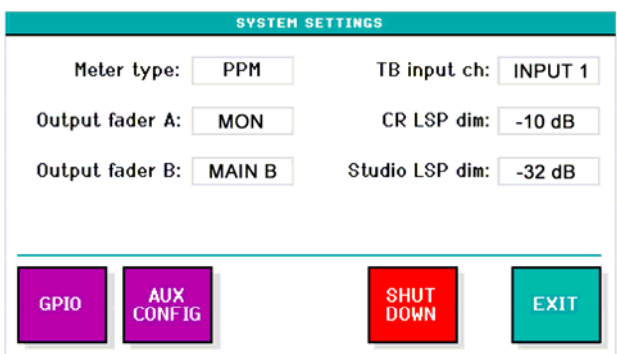 SYSTEM SETTINGS
Meter type: PPM TB input ch: INPUT 1
Output fader A: MON CR LSP dim: -10 dB
Output fader B: MAIN B Studio LSP dim: -32 dB
GPIO
AUX
CONFIG
SHUT
DOWN
EXIT